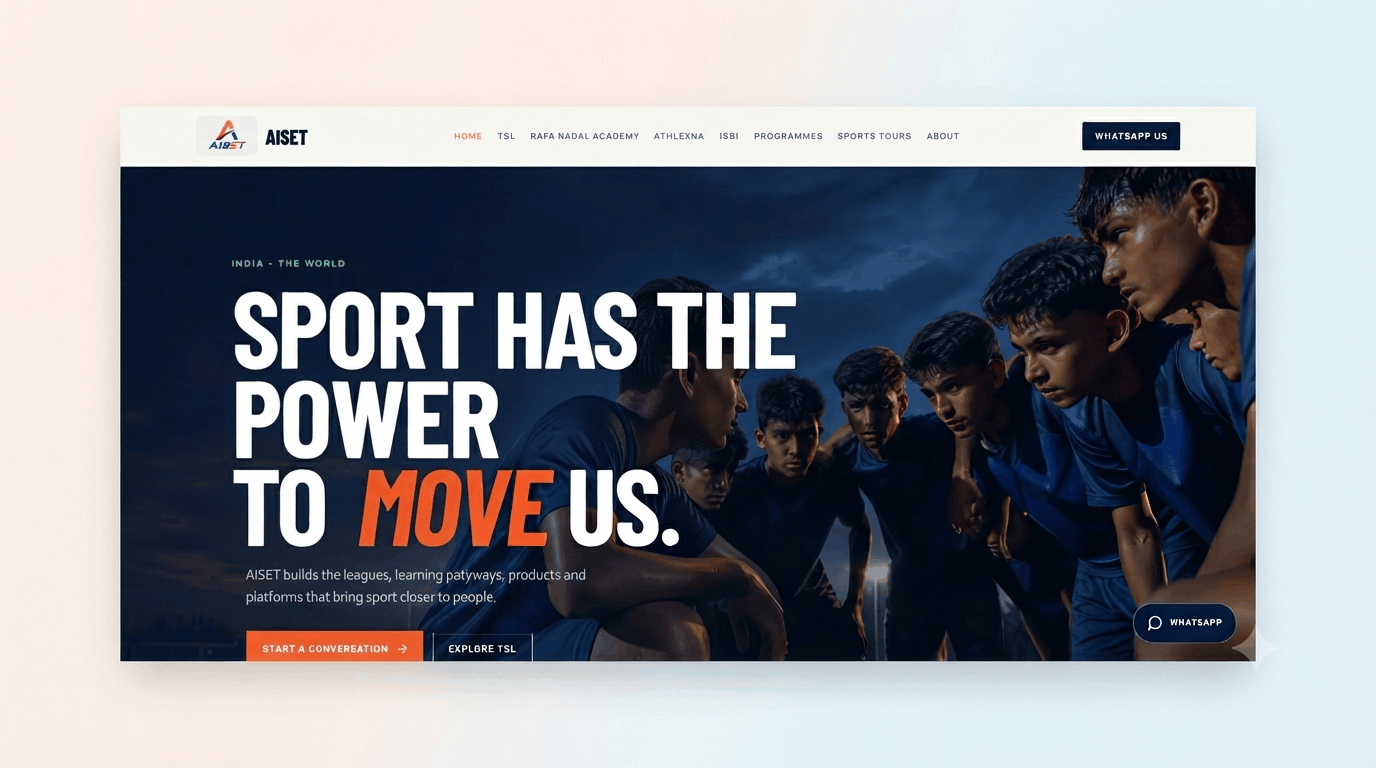 AISET
AISET
HOME TSL RAFA NADAL ACADEMY ATHLEXNA ISBI PROGRAMMES SPORTS TOURS ABOUT
WHATSAPP US
INDIA - THE WORLD
SPORT HAS THE
POWER
TO MOVE US.
AISET builds the leagues, learning patyways, products and
platforms that bring sport closer to people.
START A CONVERSATION →
EXPLORE TSL
WHATSAPP